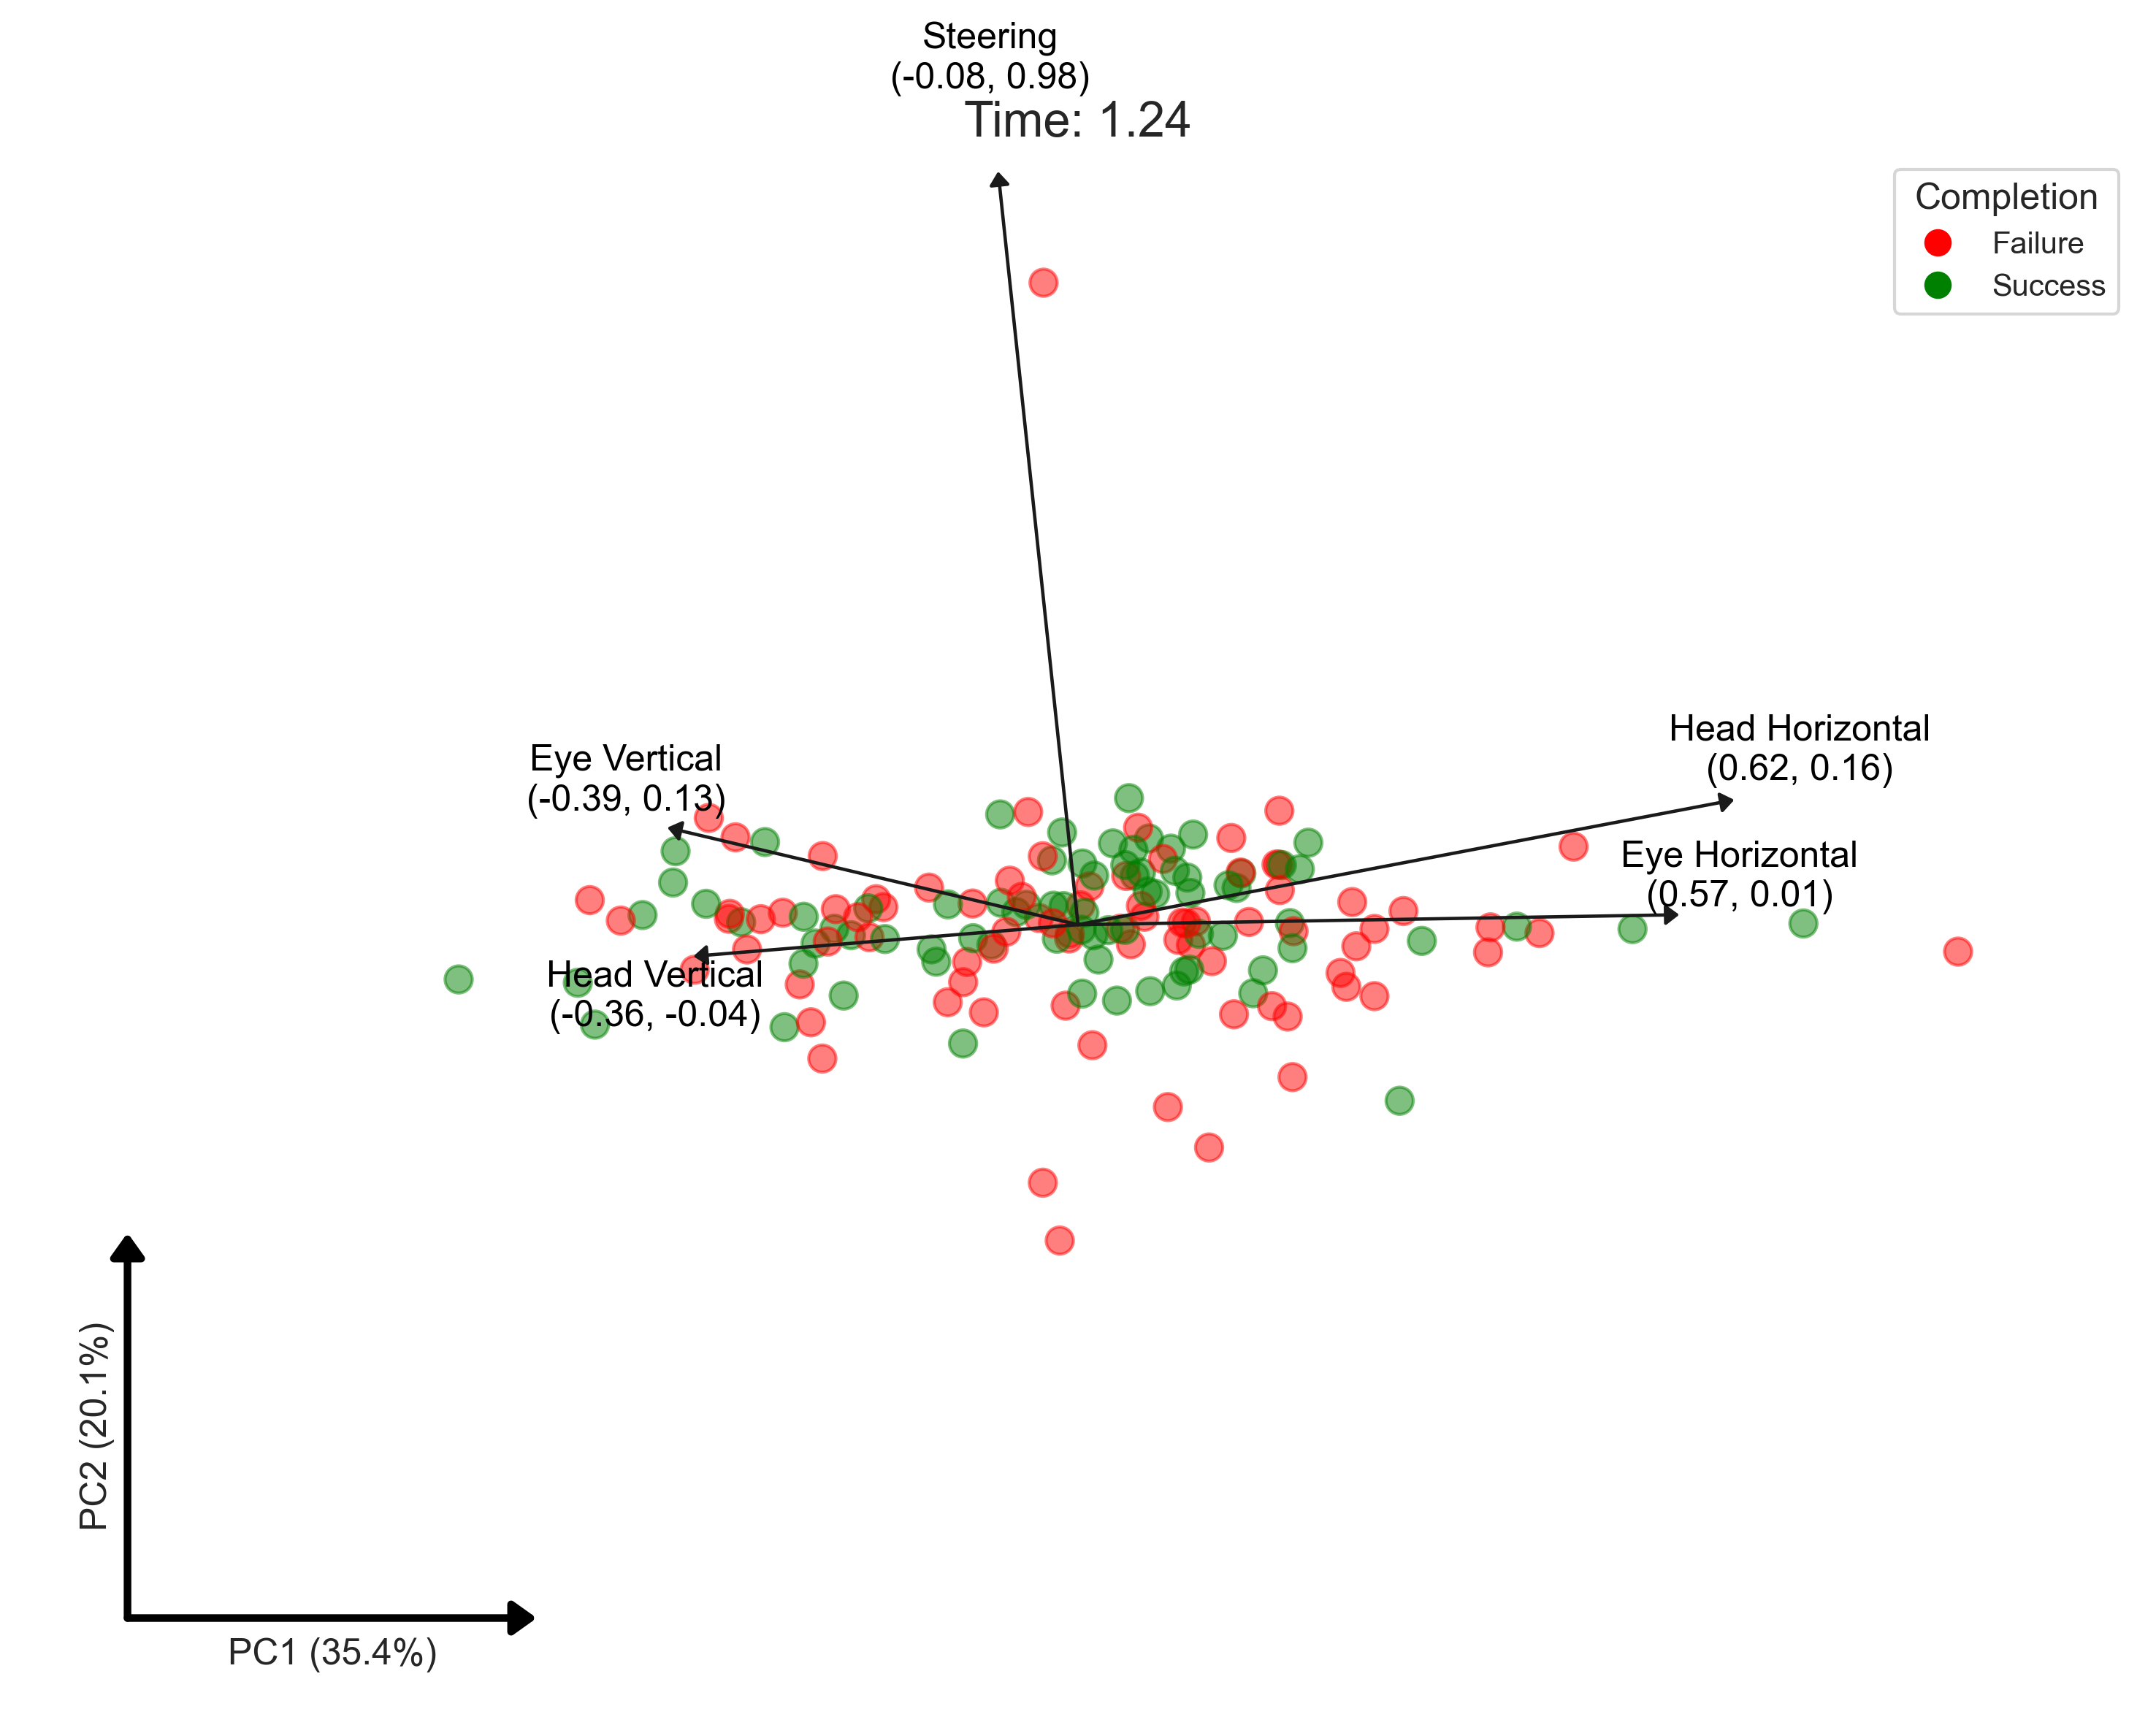 Steering
(-0.08, 0.98)
Time: 1.24
Completion
Failure
Success
Head Horizontal
(0.62, 0.16)
Eye Vertical
(-0.39, 0.13)
Eye Horizontal
(0.57, 0.01)
Head Vertical
(-0.36, -0.04)
PC2 (20.1%)
PC1 (35.4%)